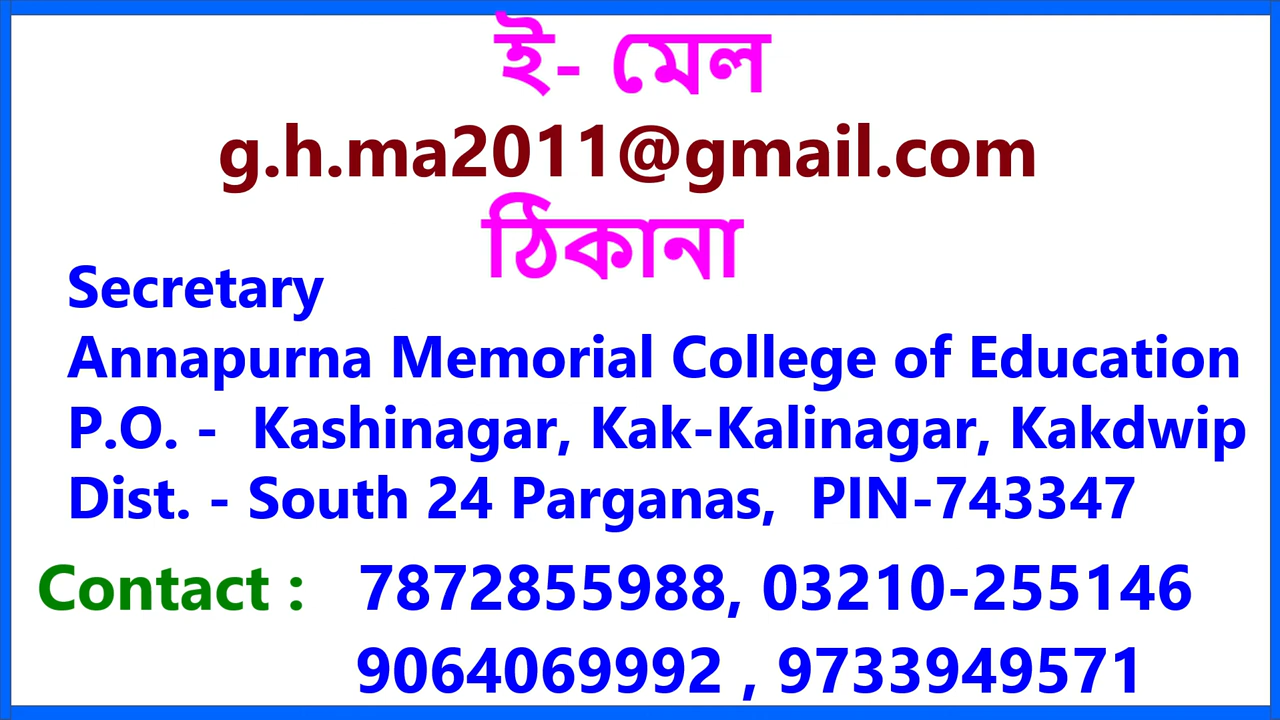 ই- মেল
g.h.ma2011@gmail.com
ঠিকানা
Secretary
Annapurna Memorial College of Education
P.O. - Kashinagar, Kak-Kalinagar, Kakdwip
Dist. - South 24 Parganas, PIN-743347
Contact : 7872855988, 03210-255146
9064069992 , 9733949571